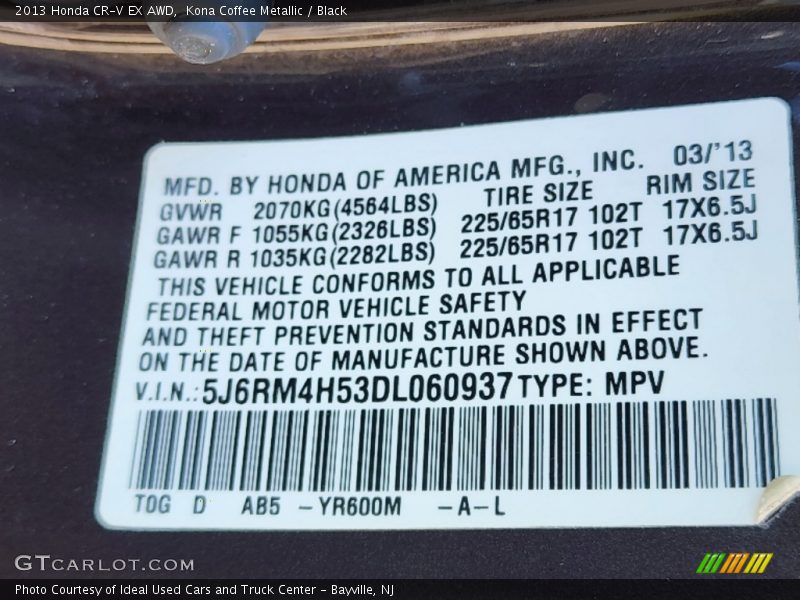 2013 Honda CR-V EX AWD, Kona Coffee Metallic / Black
MFD. BY HONDA OF AMERICA MFG., INC. 03/'13
GVWR 2070KG(4564LBS) TIRE SIZE RIM SIZE
GAWR F 1055KG(2326LBS) 225/65R17 102T 17X6.5J
GAWR R 1035KG(2282LBS) 225/65R17 102T 17X6.5J
THIS VEHICLE CONFORMS TO ALL APPLICABLE
FEDERAL MOTOR VEHICLE SAFETY
AND THEFT PREVENTION STANDARDS IN EFFECT
ON THE DATE OF MANUFACTURE SHOWN ABOVE.
V.I.N.: 5J6RM4H53DL060937 TYPE: MPV
T0G D AB5 -YR600M -A-L
GTCARLOT.COM
Photo Courtesy of Ideal Used Cars and Truck Center - Bayville, NJ